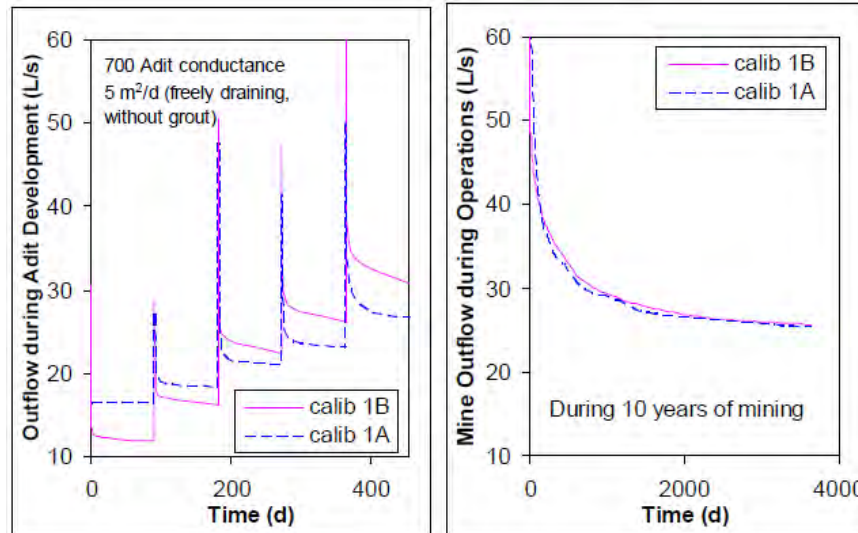 Outflow during Adit Development (L/s)
60
50
40
30
20
10
700 Adit conductance
5 m²/d (freely draining,
without grout)
calib 1B
calib 1A
0
200
400
Time (d)
Mine Outflow during Operations (L/s)
60
50
40
30
20
10
calib 1B
calib 1A
During 10 years of mining
0
2000
4000
Time (d)